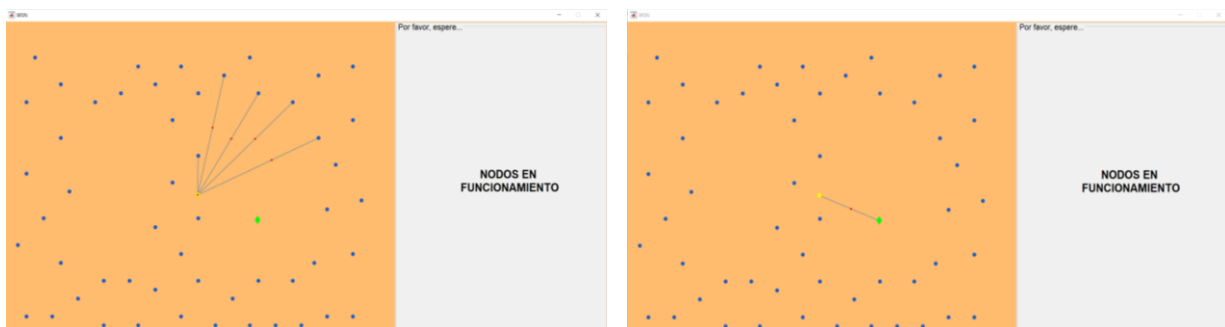 Por favor, espere...
NODOS EN
FUNCIONAMIENTO
Por favor, espere...
NODOS EN
FUNCIONAMIENTO